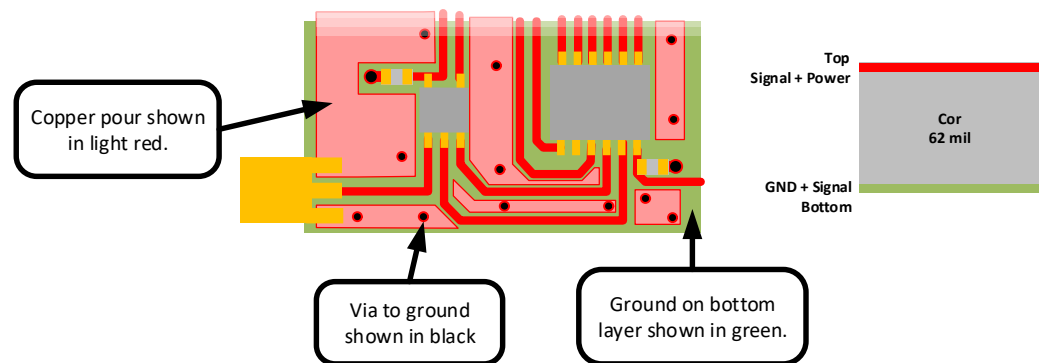 Copper pour shown
in light red.
Via to ground
shown in black
Ground on bottom
layer shown in green.
Top
Signal + Power
Cor
62 mil
GND + Signal
Bottom